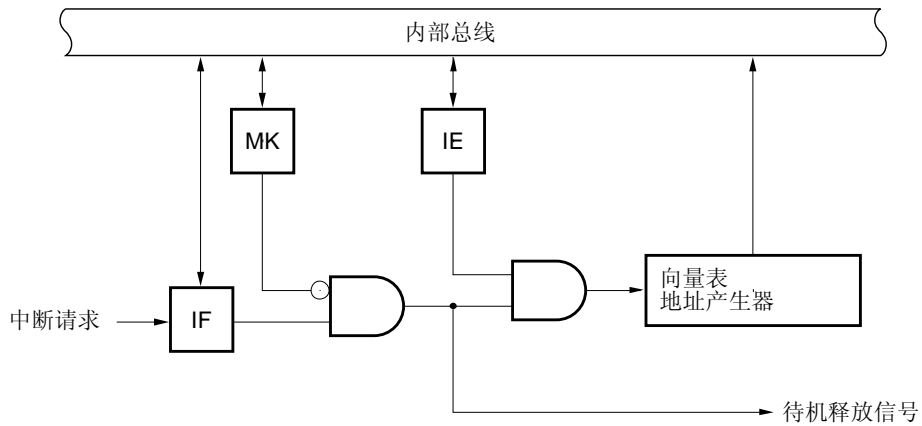 内部总线
MK
IE
向量表
地址产生器
中断请求
IF
待机释放信号